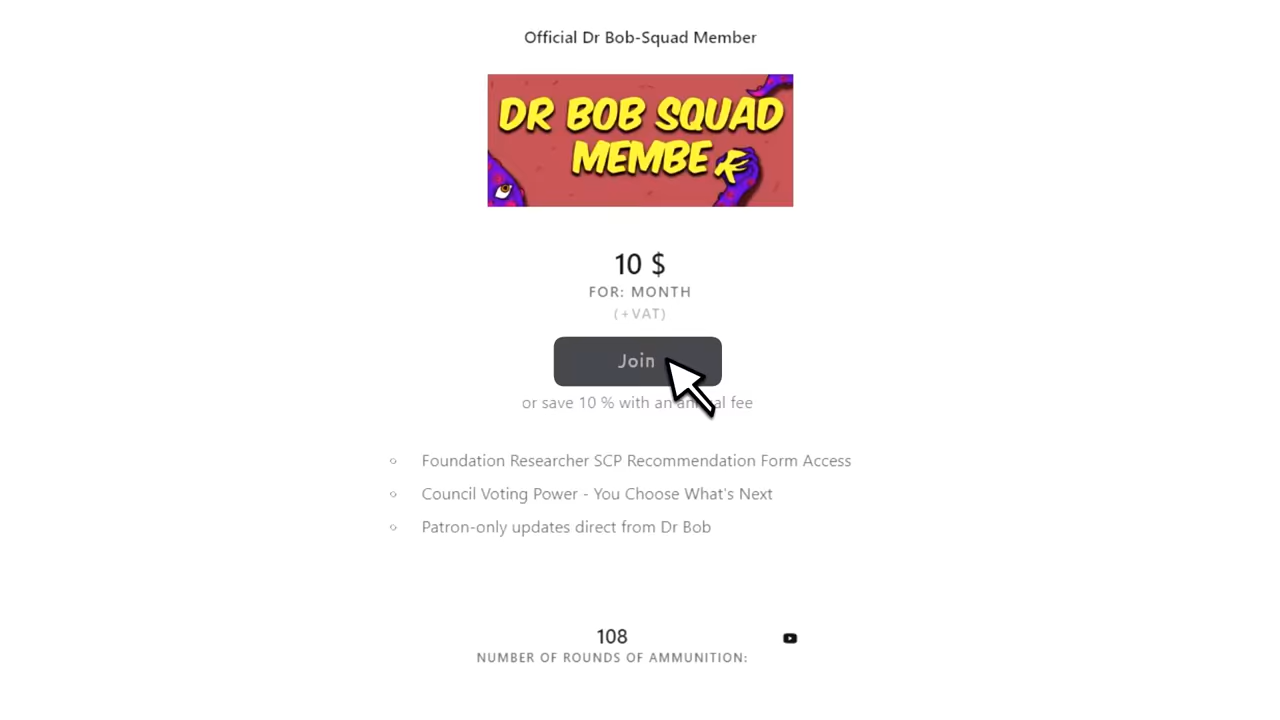 Official Dr Bob-Squad Member
DR BOB SQUAD
MEMBER
10 $
FOR: MONTH
(+VAT)
Join
or save 10 % with an annual fee
Foundation Researcher SCP Recommendation Form Access
Council Voting Power - You Choose What's Next
Patron-only updates direct from Dr Bob
108
NUMBER OF ROUNDS OF AMMUNITION: